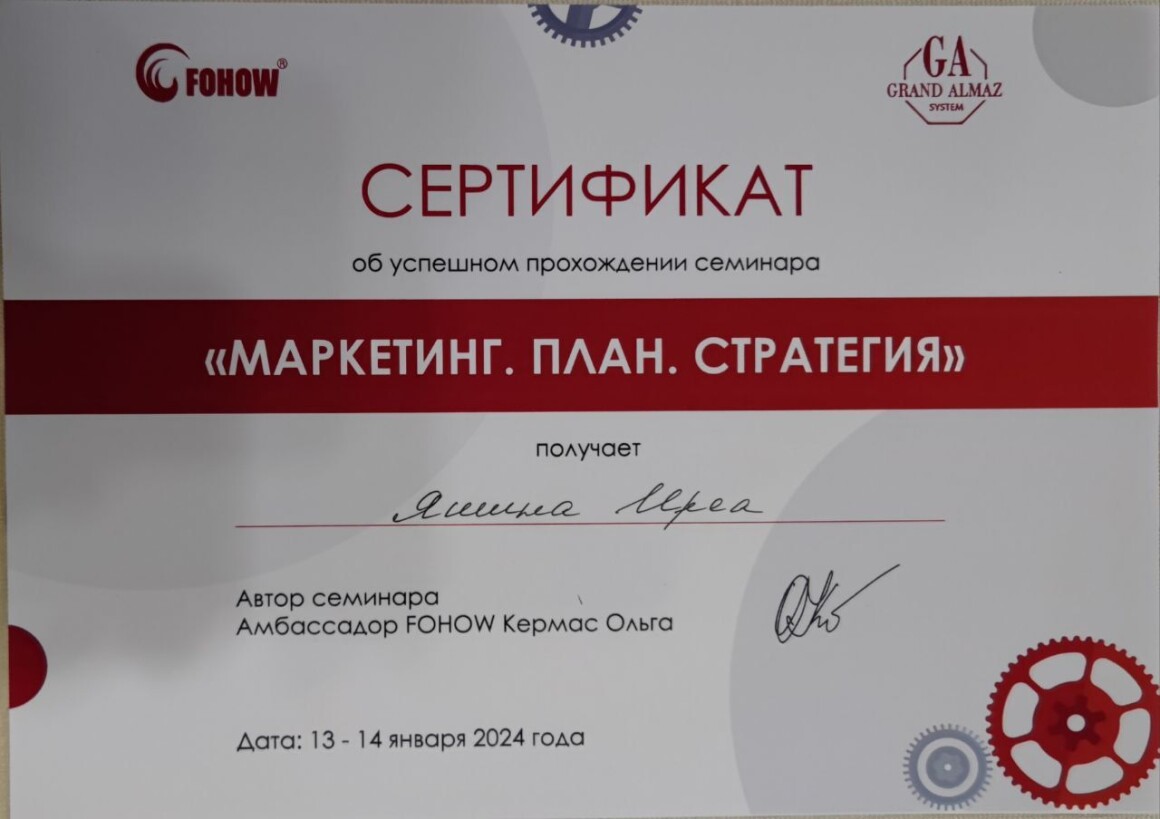 FOHOW®
GA
GRAND ALMAZ
SYSTEM
СЕРТИФИКАТ
об успешном прохождении семинара
«МАРКЕТИНГ. ПЛАН. СТРАТЕГИЯ»
получает
Яшина
Автор семинара
Амбассадор FOHOW Кермас Ольга
Дата: 13 - 14 января 2024 года